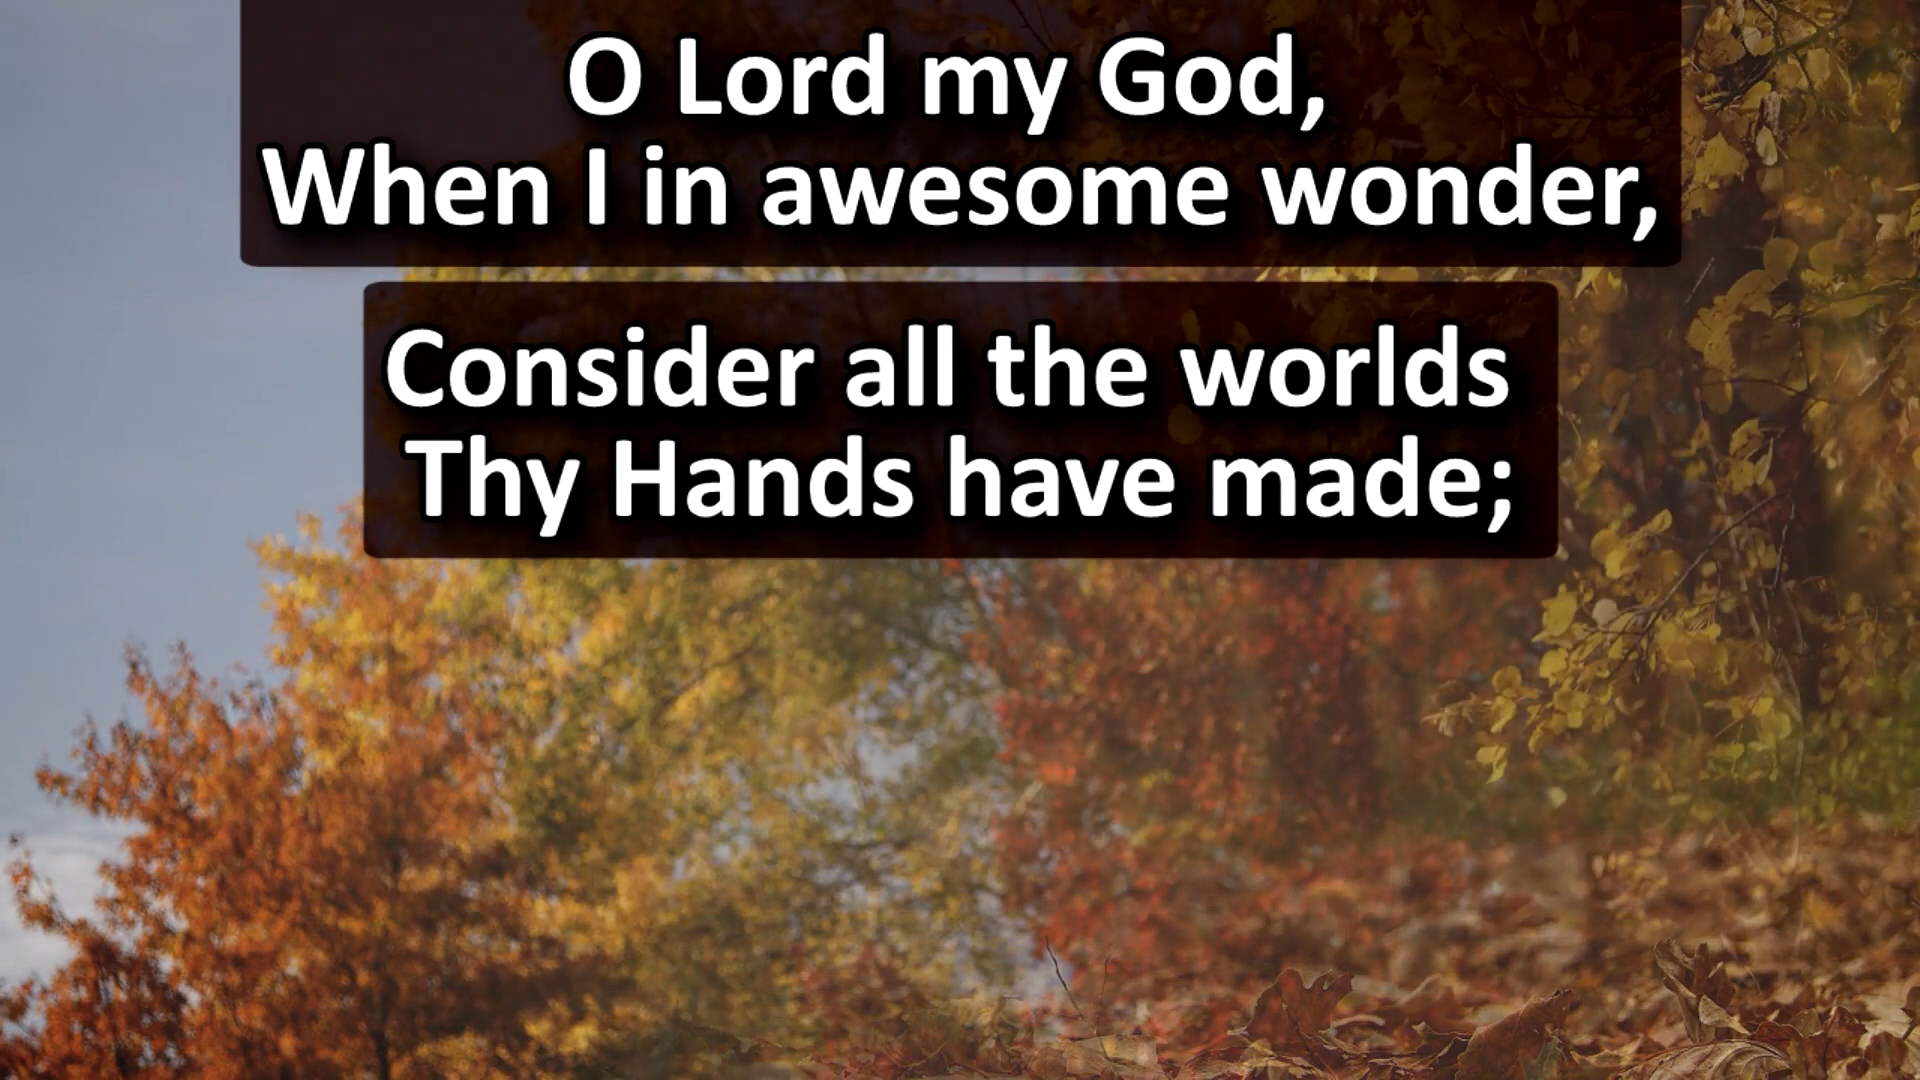 O Lord my God,
When I in awesome wonder,
Consider all the worlds
Thy Hands have made;